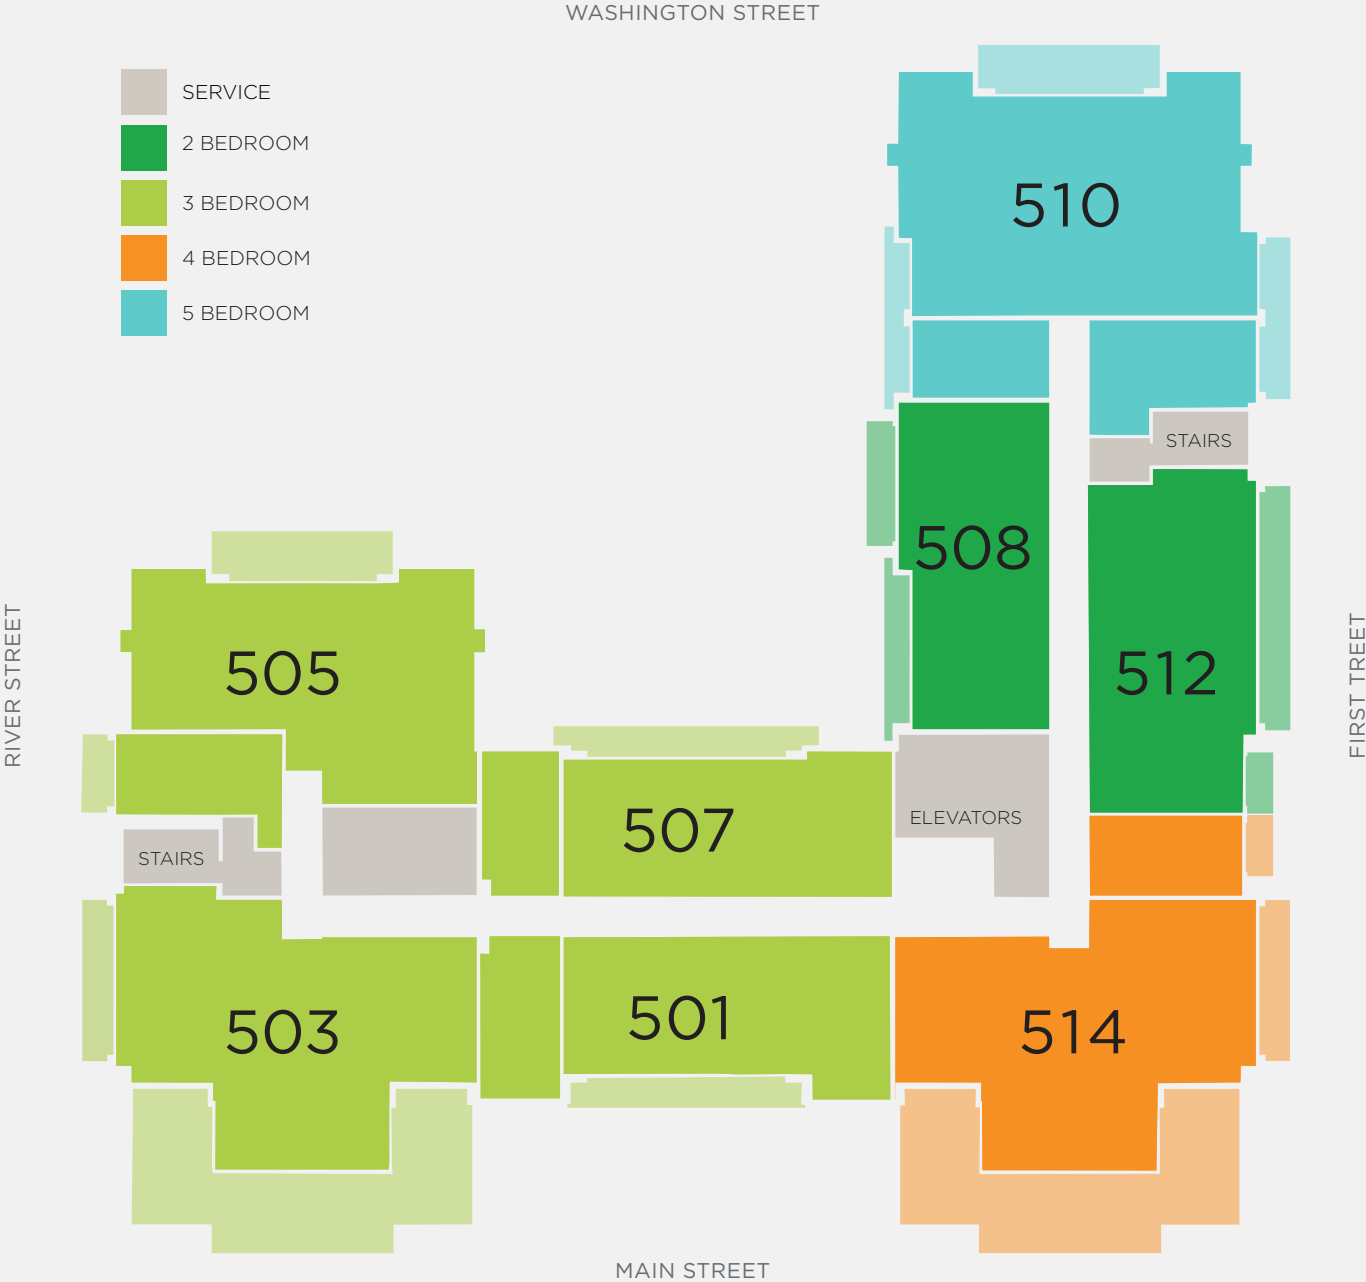 WASHINGTON STREET
SERVICE
2 BEDROOM
3 BEDROOM
4 BEDROOM
5 BEDROOM
510
STAIRS
508
512
505
507
ELEVATORS
STAIRS
503
501
514
RIVER STREET
FIRST TREET
MAIN STREET